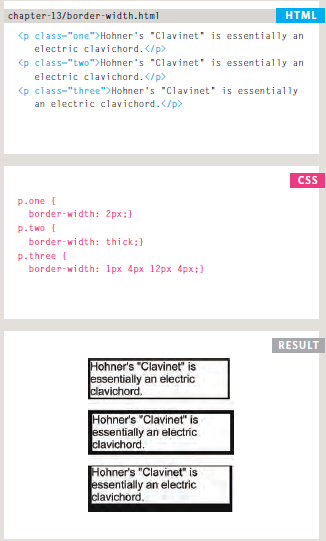 chapter-13/border-width.html
HTML
<p class="one">Hohner's "Clavinet" is essentially an
electric clavichord.</p>
<p class="two">Hohner's "Clavinet" is essentially an
electric clavichord.</p>
<p class="three">Hohner's "Clavinet" is essentially
an electric clavichord.</p>
CSS
p.one {
border-width: 2px;}
p.two {
border-width: thick;}
p.three {
border-width: 1px 4px 12px 4px;}
RESULT
Hohner's "Clavinet" is
essentially an electric
clavichord.
Hohner's "Clavinet" is
essentially an electric
clavichord.
Hohner's "Clavinet" is
essentially an electric
clavichord.